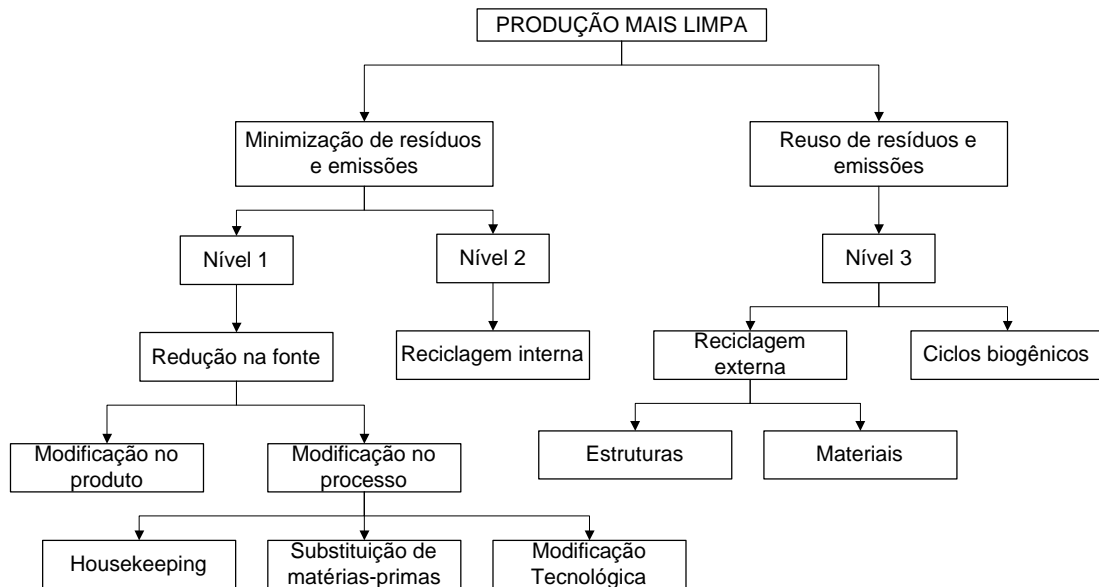 PRODUÇÃO MAIS LIMPA
Minimização de resíduos
e emissões
Reuso de resíduos e
emissões
Nível 1
Nível 2
Nível 3
Redução na fonte
Reciclagem interna
Reciclagem
externa
Ciclos biogênicos
Modificação no
produto
Modificação no
processo
Estruturas
Materiais
Housekeeping
Substituição de
matérias-primas
Modificação
Tecnológica